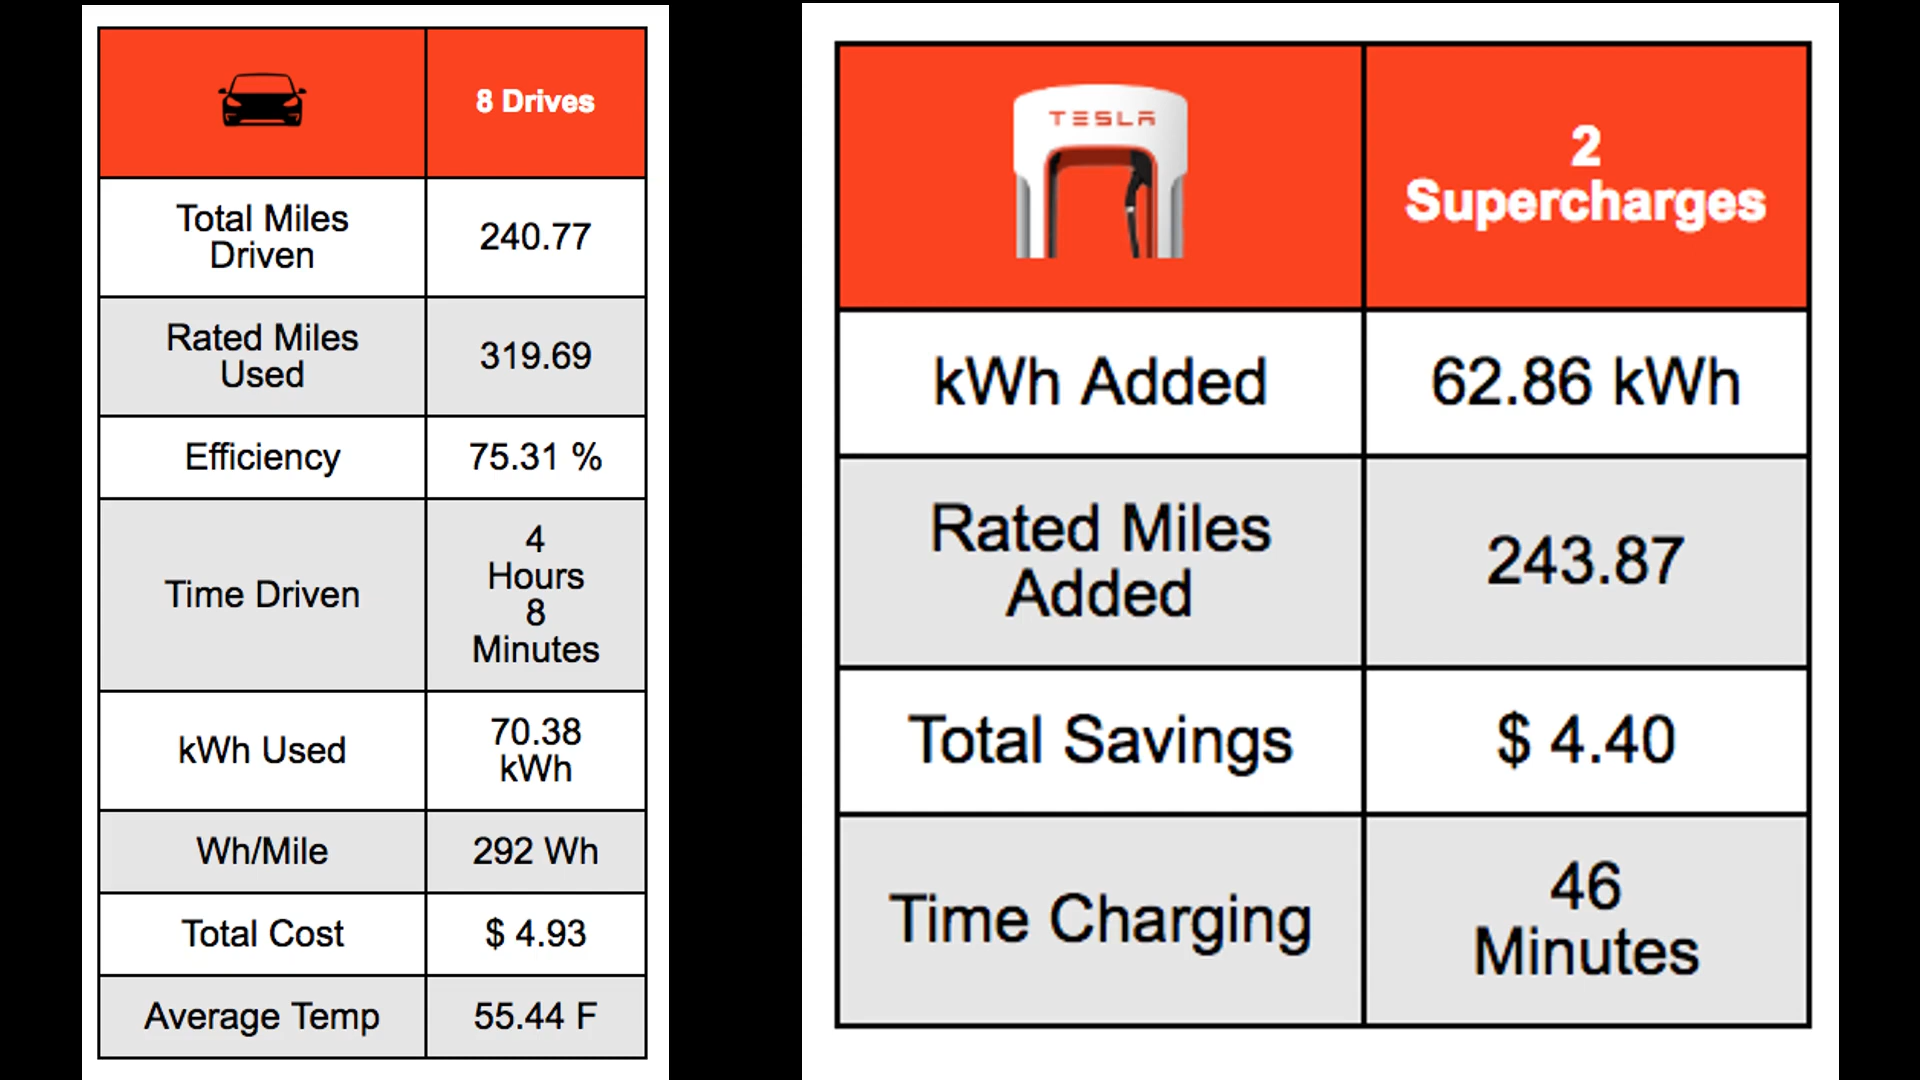 8 Drives
Total Miles
Driven
240.77
Rated Miles
Used
319.69
Efficiency
75.31 %
Time Driven
4
Hours
8
Minutes
kWh Used
70.38
kWh
Wh/Mile
292 Wh
Total Cost
$ 4.93
Average Temp
55.44 F
TESLA
2
Supercharges
kWh Added
62.86 kWh
Rated Miles
Added
243.87
Total Savings
$ 4.40
Time Charging
46
Minutes